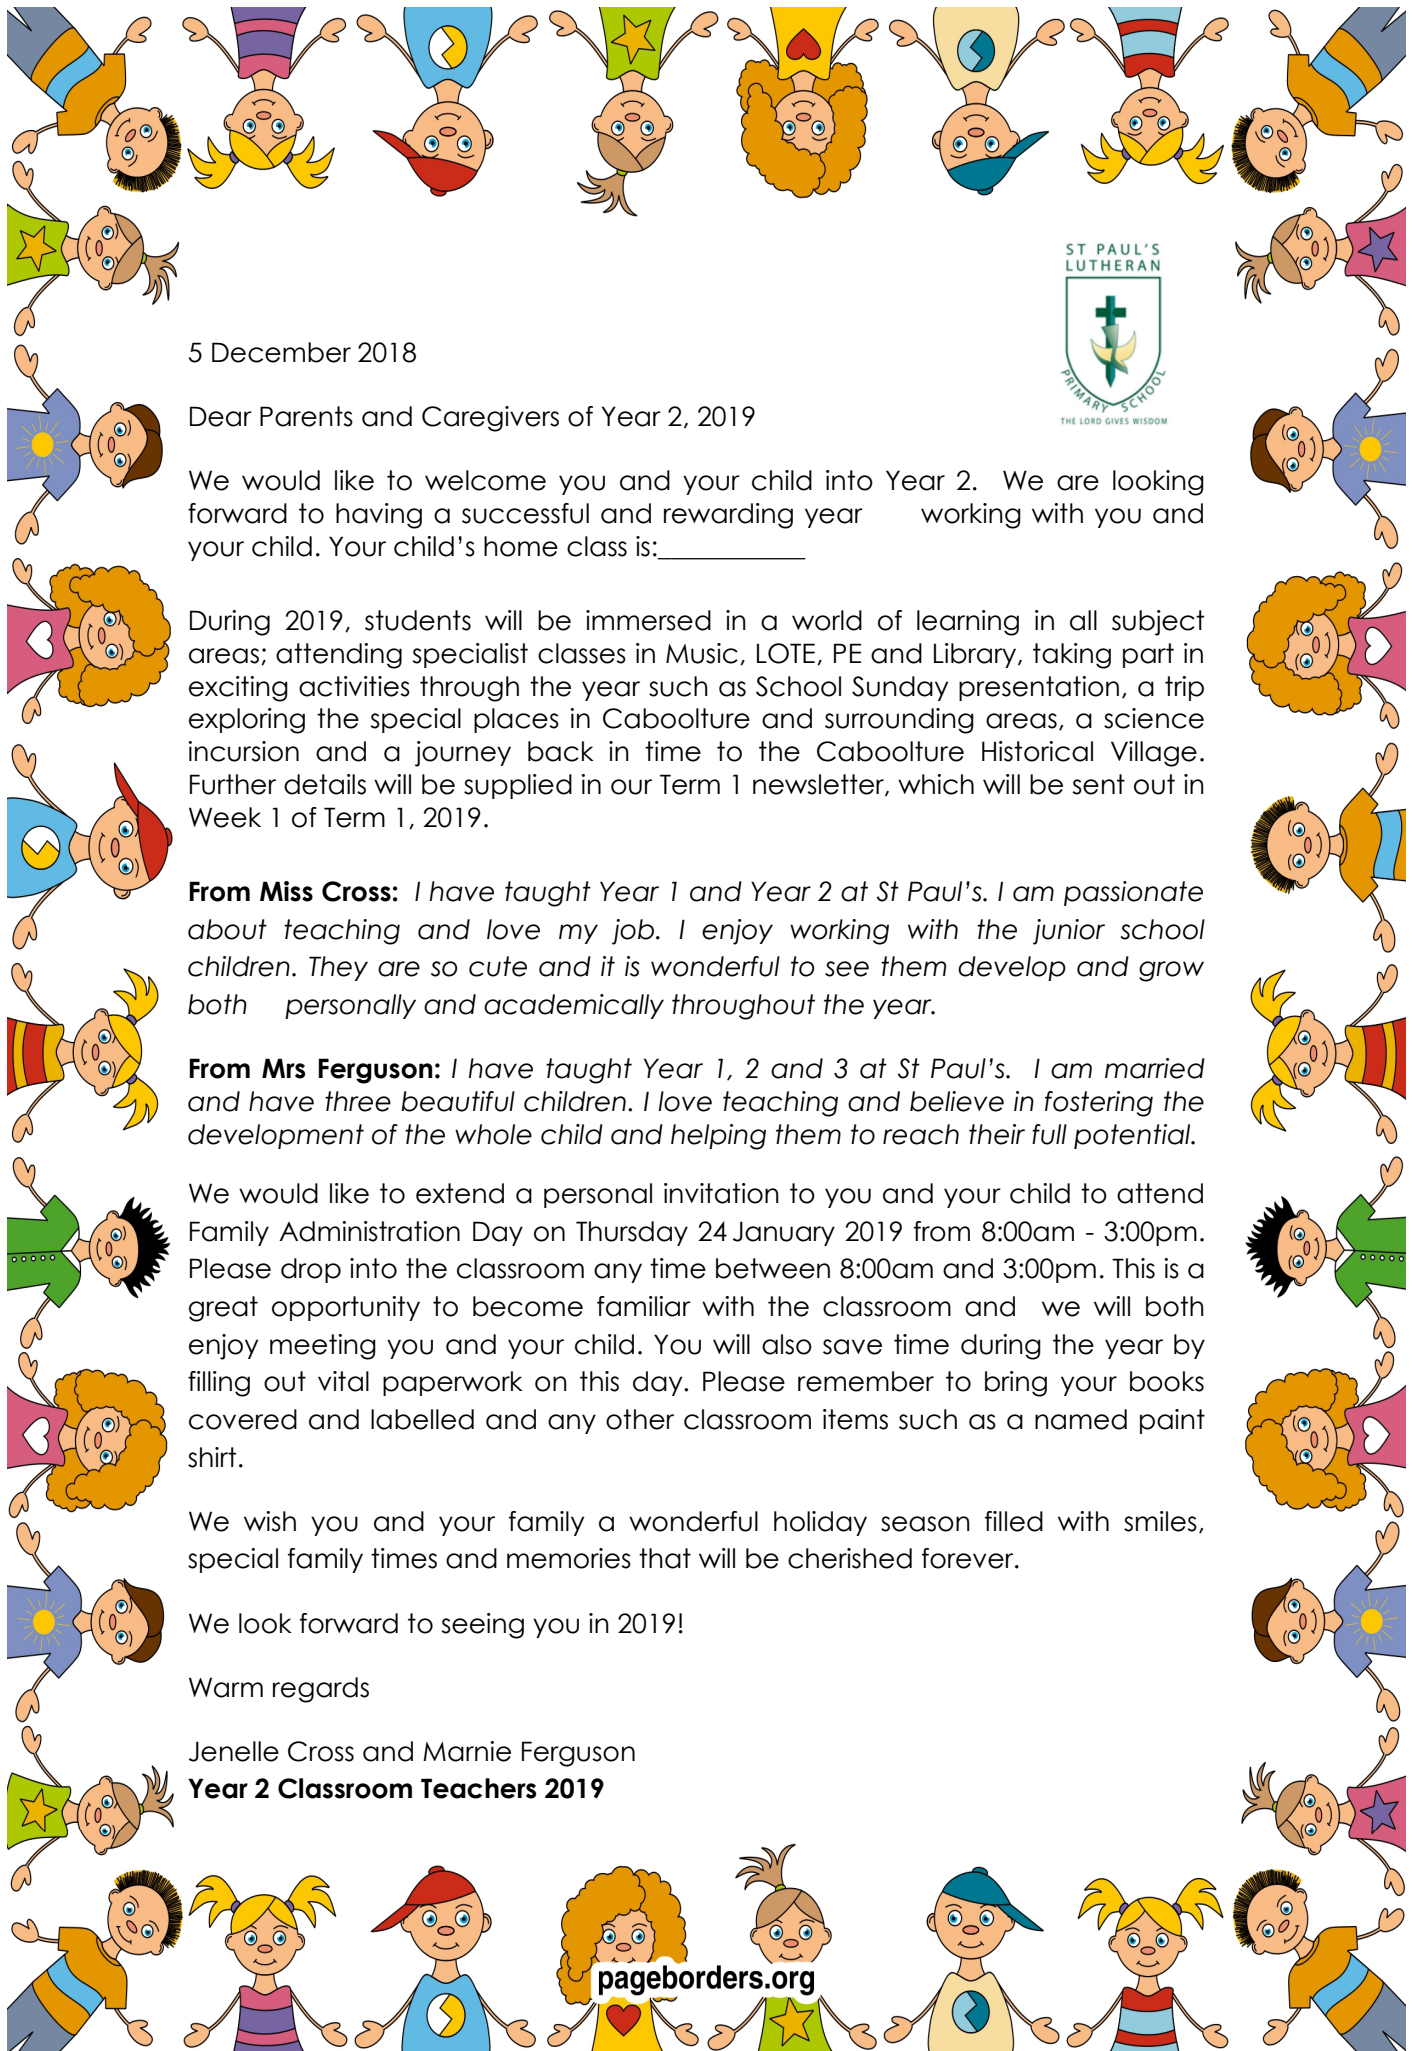 ST PAUL'S
LUTHERAN
PRIMARY SCHOOL
THE LORD GIVES WISDOM
5 December 2018
Dear Parents and Caregivers of Year 2, 2019
We would like to welcome you and your child into Year 2. We are looking
forward to having a successful and rewarding year working with you and
your child. Your child's home class is:___________
During 2019, students will be immersed in a world of learning in all subject
areas; attending specialist classes in Music, LOTE, PE and Library, taking part in
exciting activities through the year such as School Sunday presentation, a trip
exploring the special places in Caboolture and surrounding areas, a science
incursion and a journey back in time to the Caboolture Historical Village.
Further details will be supplied in our Term 1 newsletter, which will be sent out in
Week 1 of Term 1, 2019.
From Miss Cross: I have taught Year 1 and Year 2 at St Paul's. I am passionate
about teaching and love my job. I enjoy working with the junior school
children. They are so cute and it is wonderful to see them develop and grow
both personally and academically throughout the year.
From Mrs Ferguson: I have taught Year 1, 2 and 3 at St Paul's. I am married
and have three beautiful children. I love teaching and believe in fostering the
development of the whole child and helping them to reach their full potential.
We would like to extend a personal invitation to you and your child to attend
Family Administration Day on Thursday 24 January 2019 from 8:00am - 3:00pm.
Please drop into the classroom any time between 8:00am and 3:00pm. This is a
great opportunity to become familiar with the classroom and we will both
enjoy meeting you and your child. You will also save time during the year by
filling out vital paperwork on this day. Please remember to bring your books
covered and labelled and any other classroom items such as a named paint
shirt.
We wish you and your family a wonderful holiday season filled with smiles,
special family times and memories that will be cherished forever.
We look forward to seeing you in 2019!
Warm regards
Jenelle Cross and Marnie Ferguson
Year 2 Classroom Teachers 2019
pageborders.org